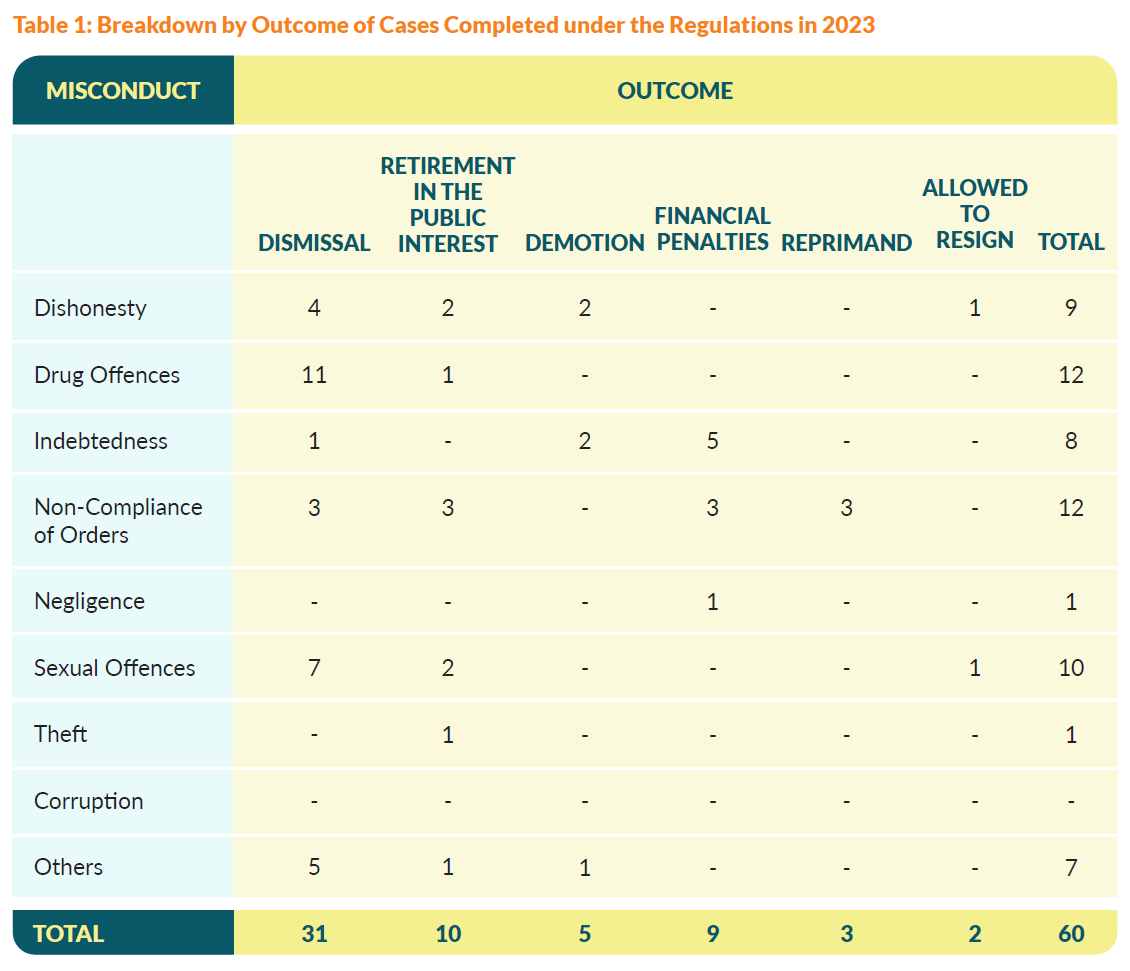 Table 1: Breakdown by Outcome of Cases Completed under the Regulations in 2023
MISCONDUCT OUTCOME
DISMISSAL RETIREMENT IN THE PUBLIC INTEREST DEMOTION FINANCIAL PENALTIES REPRIMAND ALLOWED TO RESIGN TOTAL
Dishonesty 4 2 2 - - 1 9
Drug Offences 11 1 - - - - 12
Indebtedness 1 - 2 5 - - 8
Non-Compliance 3 3 - 3 3 - 12
of Orders
Negligence - - - 1 - - 1
Sexual Offences 7 2 - - - 1 10
Theft - 1 - - - - 1
Corruption - - - - - - -
Others 5 1 1 - - - 7
TOTAL 31 10 5 9 3 2 60